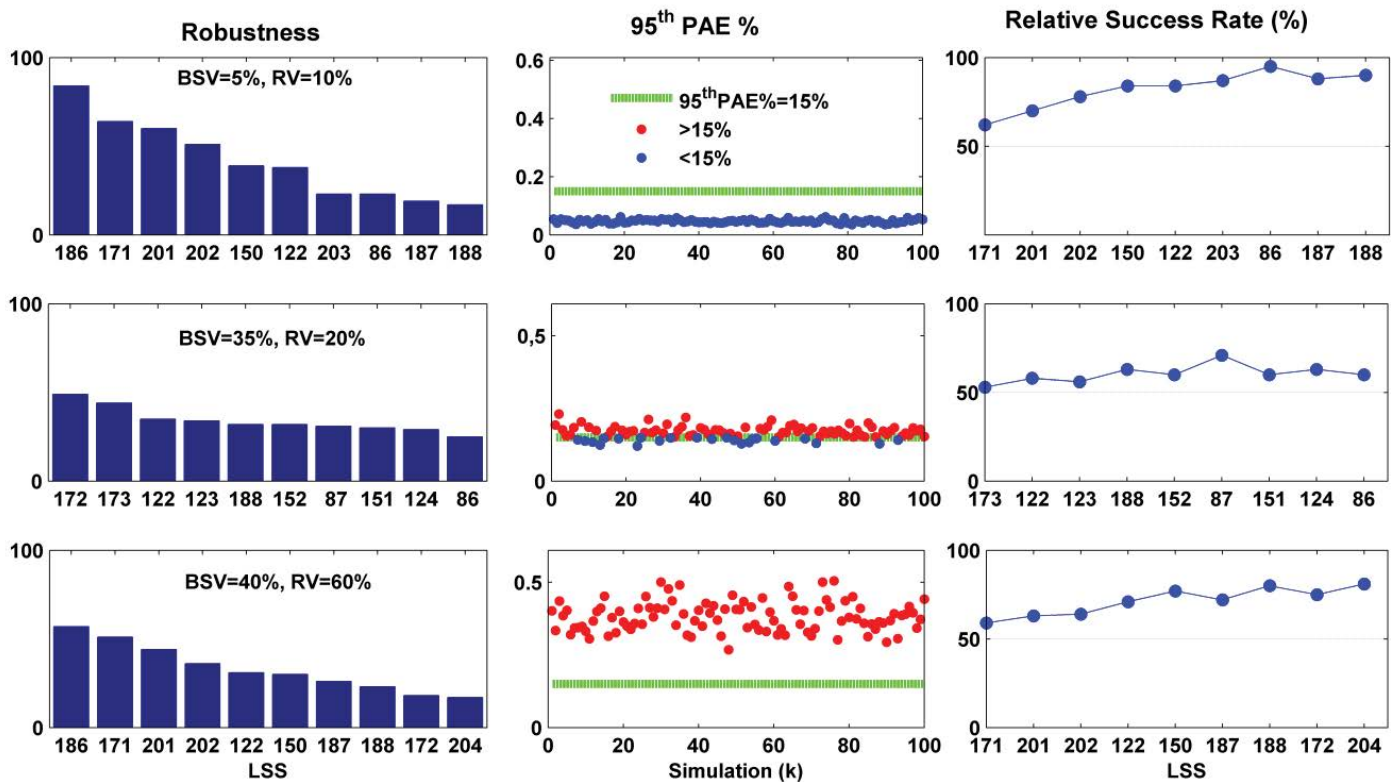 Robustness
95th PAE %
Relative Success Rate (%)
100
BSV=5%, RV=10%
0
186 171 201 202 150 122 203 86 187 188
0.6
0.4
95thPAE%=15%
>15%
<15%
0.2
0
0 20 40 60 80 100
100
50
171 201 202 150 122 203 86 187 188
100
BSV=35%, RV=20%
0
172 173 122 123 188 152 87 151 124 86
0,5
0
0 20 40 60 80 100
100
50
0
173 122 123 188 152 87 151 124 86
100
BSV=40%, RV=60%
0
186 171 201 202 122 150 187 188 172 204
LSS
0.5
0
0 20 40 60 80 100
Simulation (k)
100
50
0
171 201 202 122 150 187 188 172 204
LSS